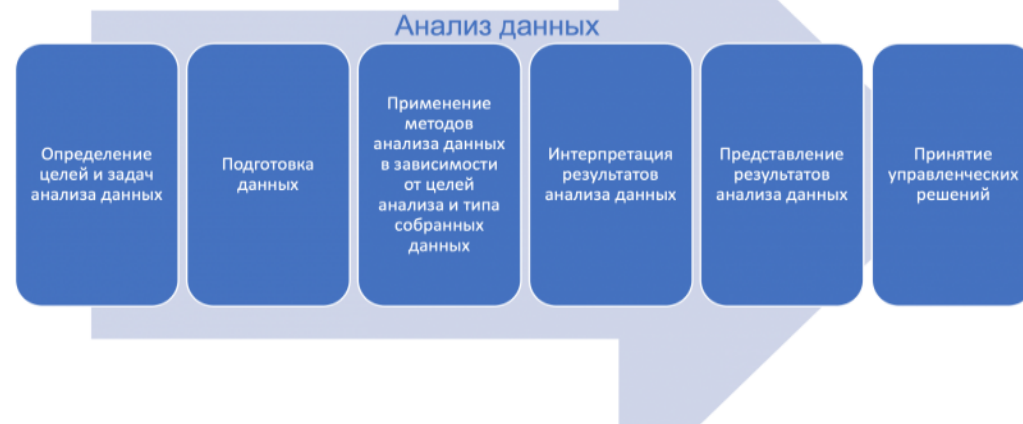 Анализ данных
Определение
целей и задач
анализа данных
Подготовка
данных
Применение
методов
анализа данных
в зависимости
от целей
анализа и типа
собранных
данных
Интерпретация
результатов
анализа данных
Представление
результатов
анализа данных
Принятие
управленческих
решений